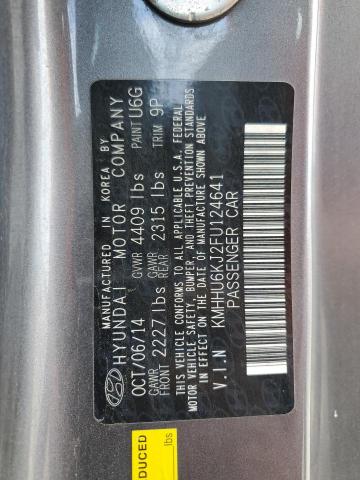 MANUFACTURED IN KOREA BY
HYUNDAI MOTOR COMPANY
OCT/06/14 GVWR 4409 lbs PAINT U6G
GAWR FRONT 2227 lbs GAWR REAR 2315 lbs TRIM 9P
THIS VEHICLE CONFORMS TO ALL APPLICABLE U.S.A. FEDERAL
MOTOR VEHICLE SAFETY, BUMPER, AND THEFT PREVENTION STANDARDS
IN EFFECT ON THE DATE OF MANUFACTURE SHOWN ABOVE
V.I.N KMHHU6KJ2FU124641
PASSENGER CAR
DUCED
lbs